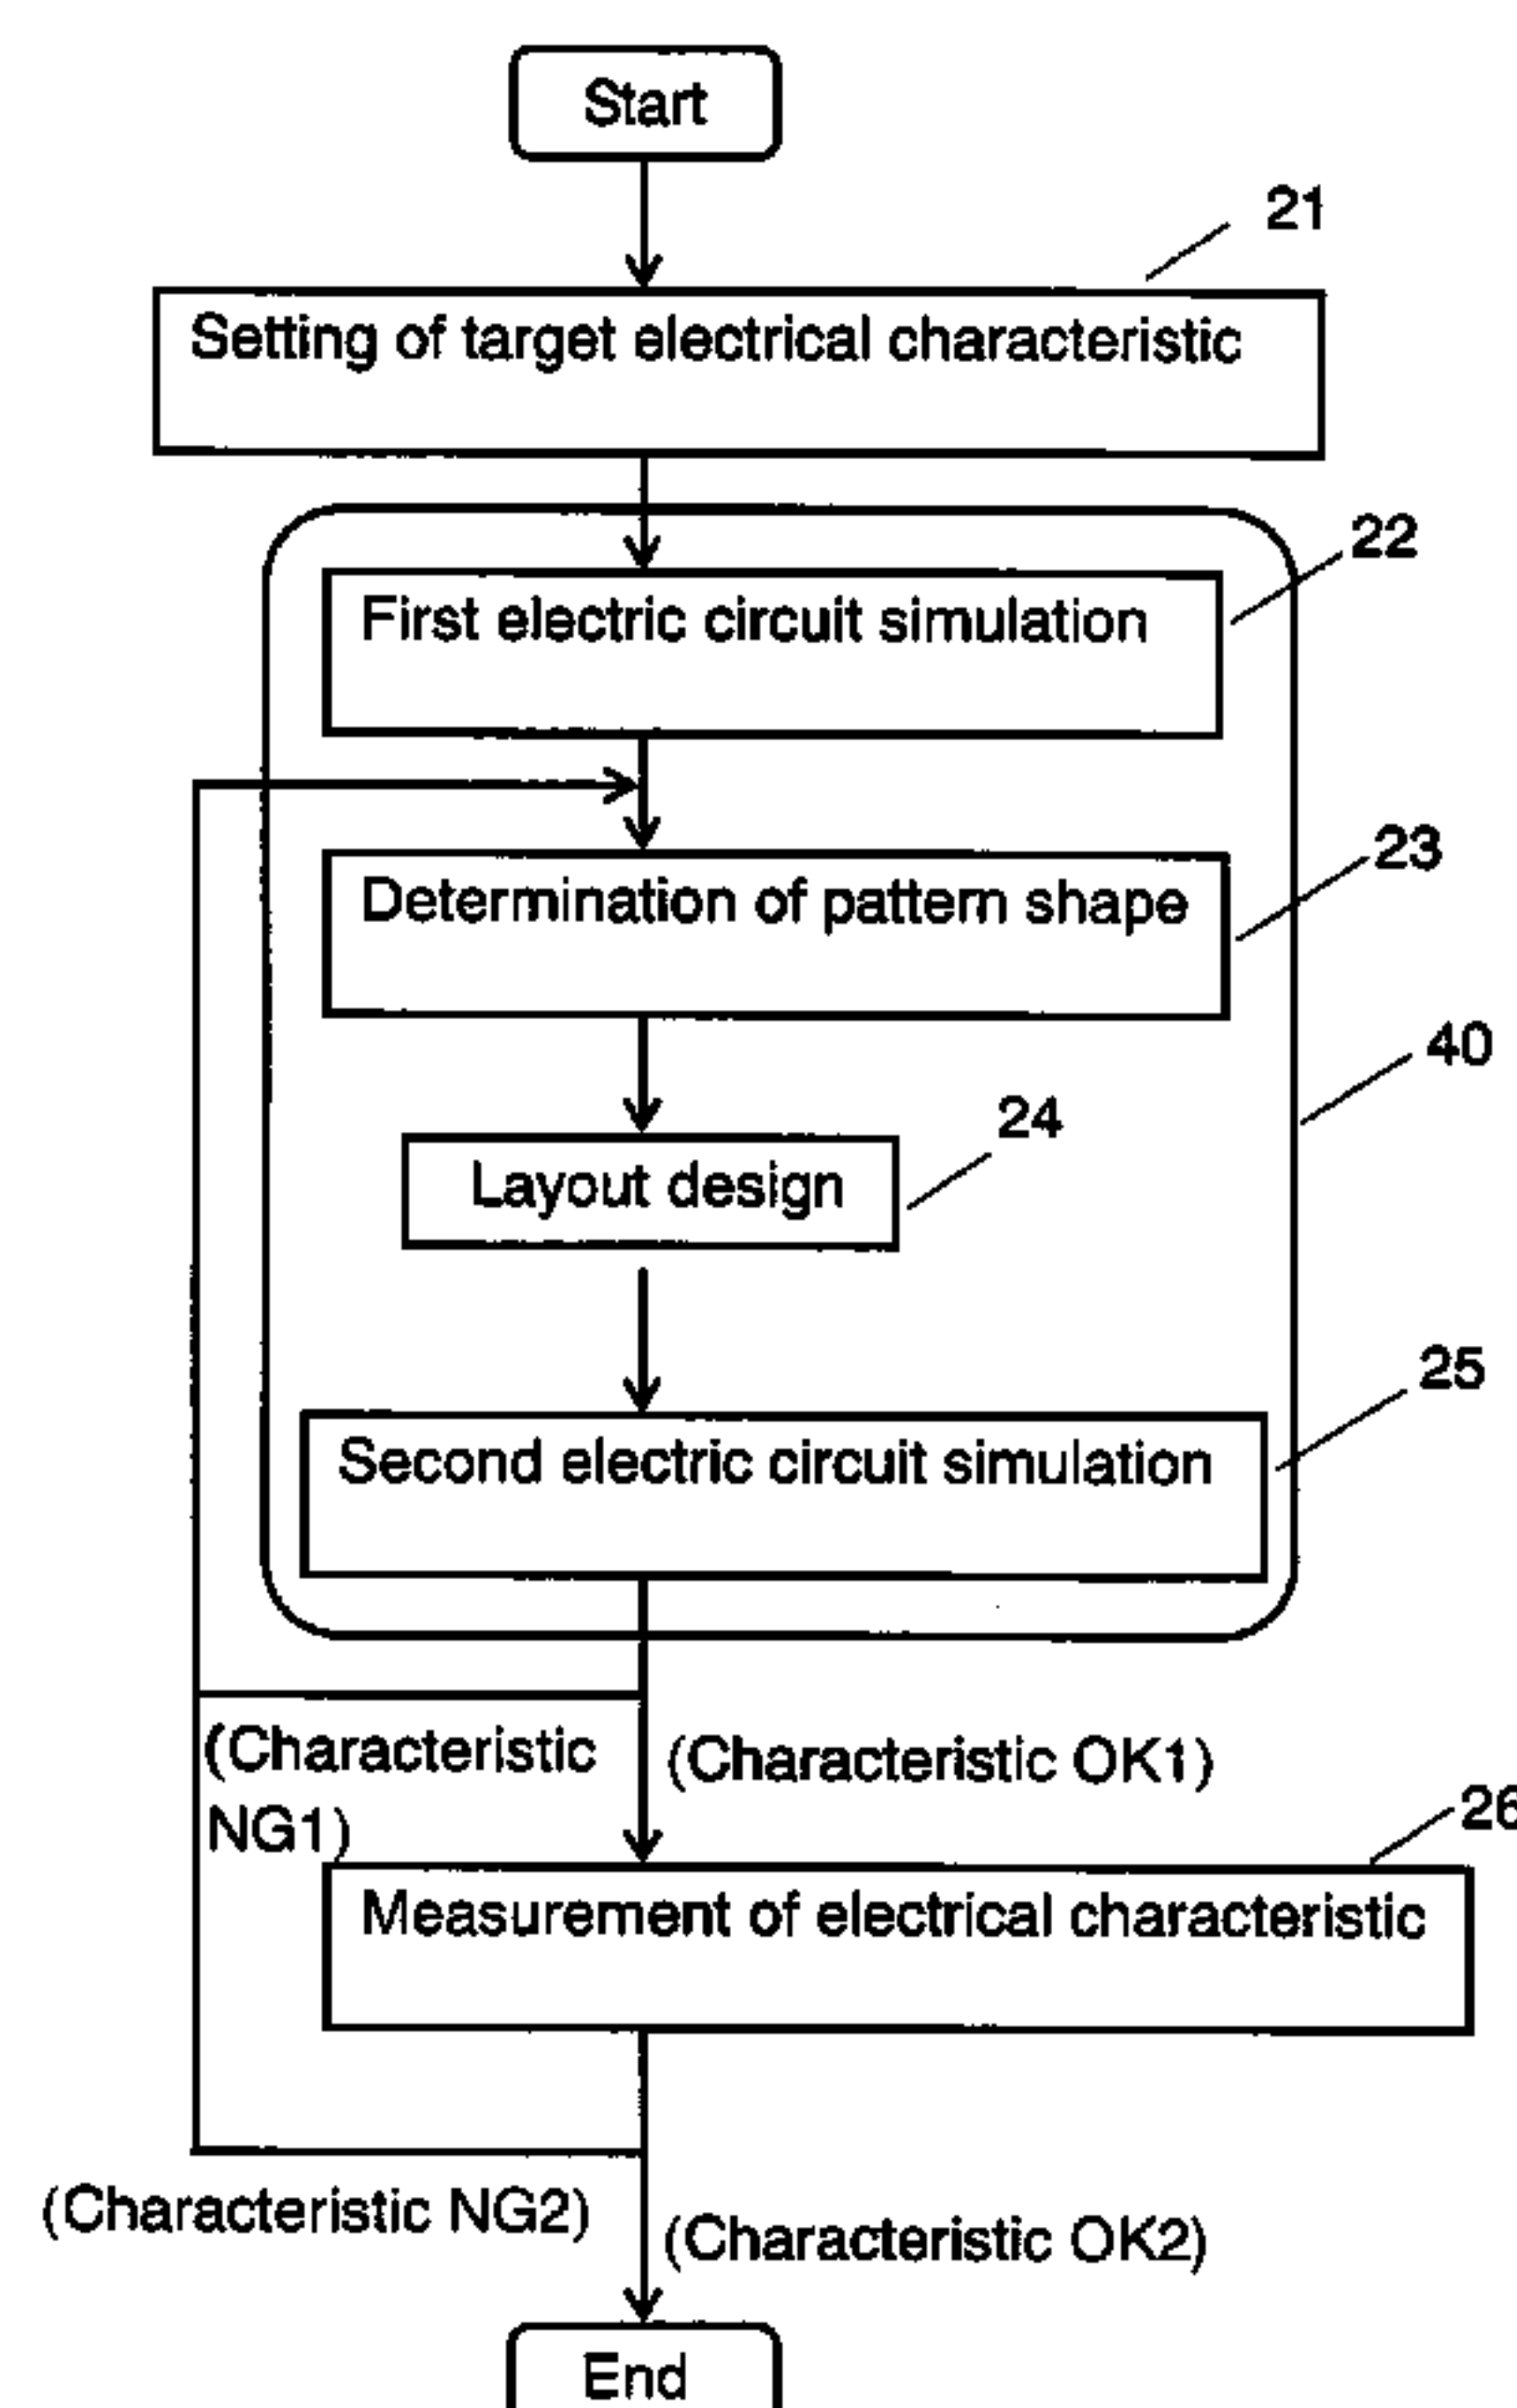 Start
21
Setting of target electrical characteristic
22
First electric circuit simulation
23
Determination of pattern shape
40
24
Layout design
25
Second electric circuit simulation
(Characteristic
NG1)
(Characteristic OK1)
26
Measurement of electrical characteristic
(Characteristic NG2)
(Characteristic OK2)
End